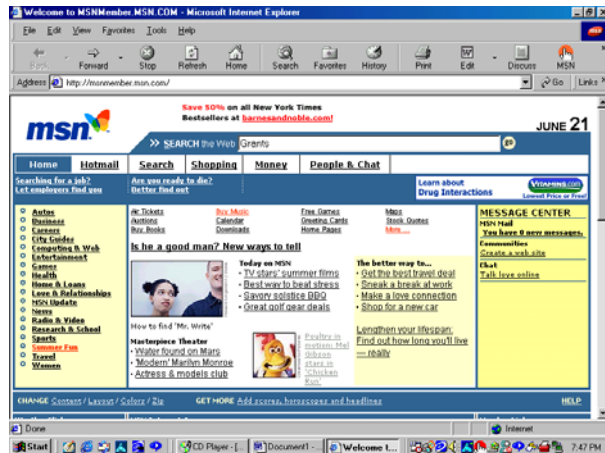 Welcome to MSNMember.MSN.COM - Microsoft Internet Explorer
File Edit View Favorites Tools Help
Back Forward Stop Refresh Home Search Favorites History Print Edit Discuss MSN
Address http://msnmember.msn.com/ Go Links
Save 50% on all New York Times
Bestsellers at barnesandnoble.com!
msn
JUNE 21
>> SEARCH the Web Grents go
Home Hotmail Search Shopping Money People & Chat
Searching for a job?
Let employers find you
Are you ready to die?
Better find out
Learn about
Drug Interactions
VITAMINS.com
Lowest Price or Free!
Autos
Business
Careers
City Guides
Computing & Web
Entertainment
Games
Health
Home & Loans
Love & Relationships
MSN Update
News
Radio & Video
Research & School
Sports
Summer Fun
Travel
Women
Air Tickets Buy Music Free Games Maps
Auctions Calendar Greeting Cards Stock Quotes
Buy Books Downloads Home Pages More ...
Is he a good man? New ways to tell
How to find 'Mr. Write'
Masterpiece Theater
· Water found on Mars
· 'Modern' Marilyn Monroe
· Actress & models club
Today on MSN
· TV stars' summer films
· Best way to beat stress
· Savory solstice BBQ
· Great golf gear deals
Poultry in
motion: Mel
Gibson
stars in
'Chicken
Run'
The better way to...
· Get the best travel deal
· Sneak a break at work
· Make a love connection
· Shop for a new car
Lengthen your lifespan:
Find out how long you'll live
— really
MESSAGE CENTER
MSN Mail
You have 0 new messages.
Communities
Create a web site
Chat
Talk love online
CHANGE Content / Layout / Colors / Zip GET MORE Add scores, horoscopes and headlines HELP
Done Internet
Start CD Player - [... Document1 - ... Welcome t... 7:47 PM